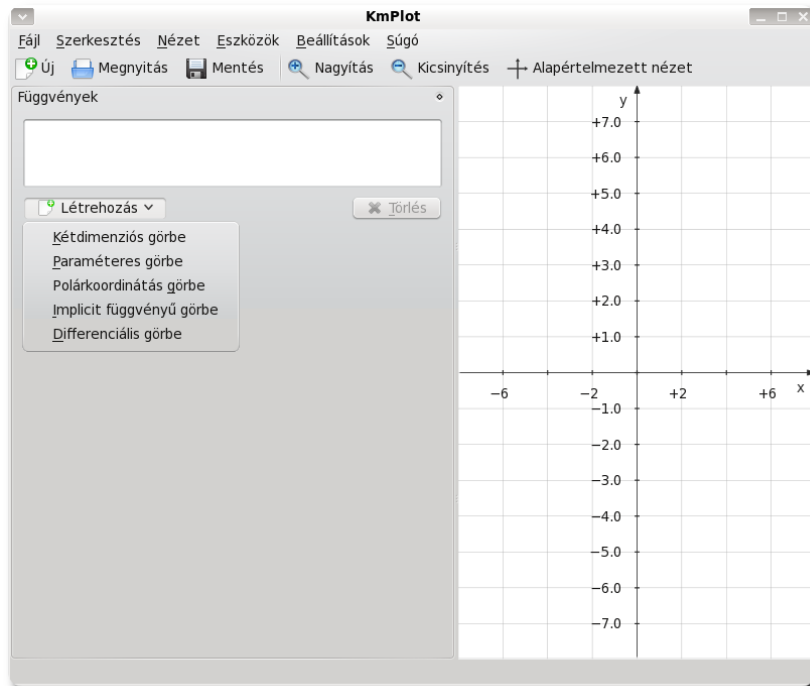 KmPlot
Fájl Szerkesztés Nézet Eszközök Beállítások Súgó
Új Megnyitás Mentés Nagyítás Kicsinyítés Alapértelmezett nézet
Függvények
Létrehozás Törlés
Kétdimenziós görbe
Paraméteres görbe
Polárkoordinátás görbe
Implicit függvényű görbe
Differenciális görbe
y
+7.0
+6.0
+5.0
+4.0
+3.0
+2.0
+1.0
−6 −2 +2 +6 x
−1.0
−2.0
−3.0
−4.0
−5.0
−6.0
−7.0